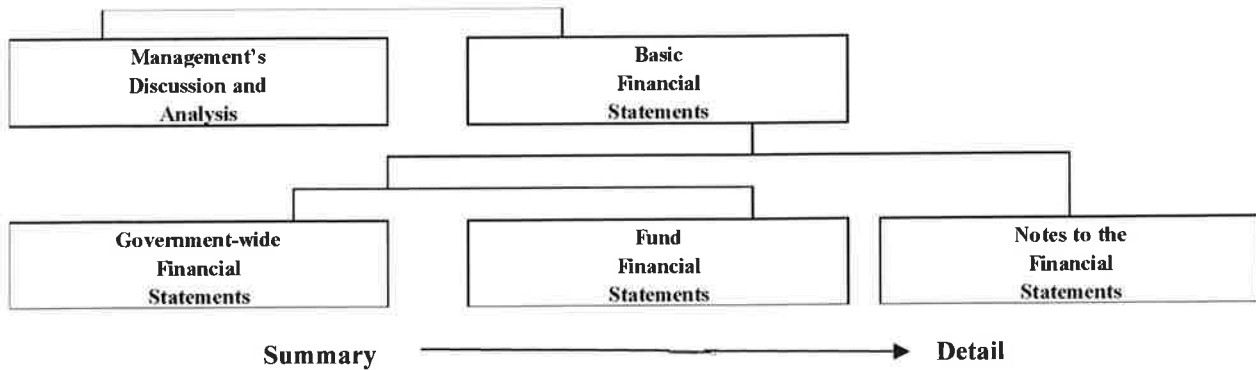 Management's
Discussion and
Analysis
Basic
Financial
Statements
Government-wide
Financial
Statements
Fund
Financial
Statements
Notes to the
Financial
Statements
Summary
Detail